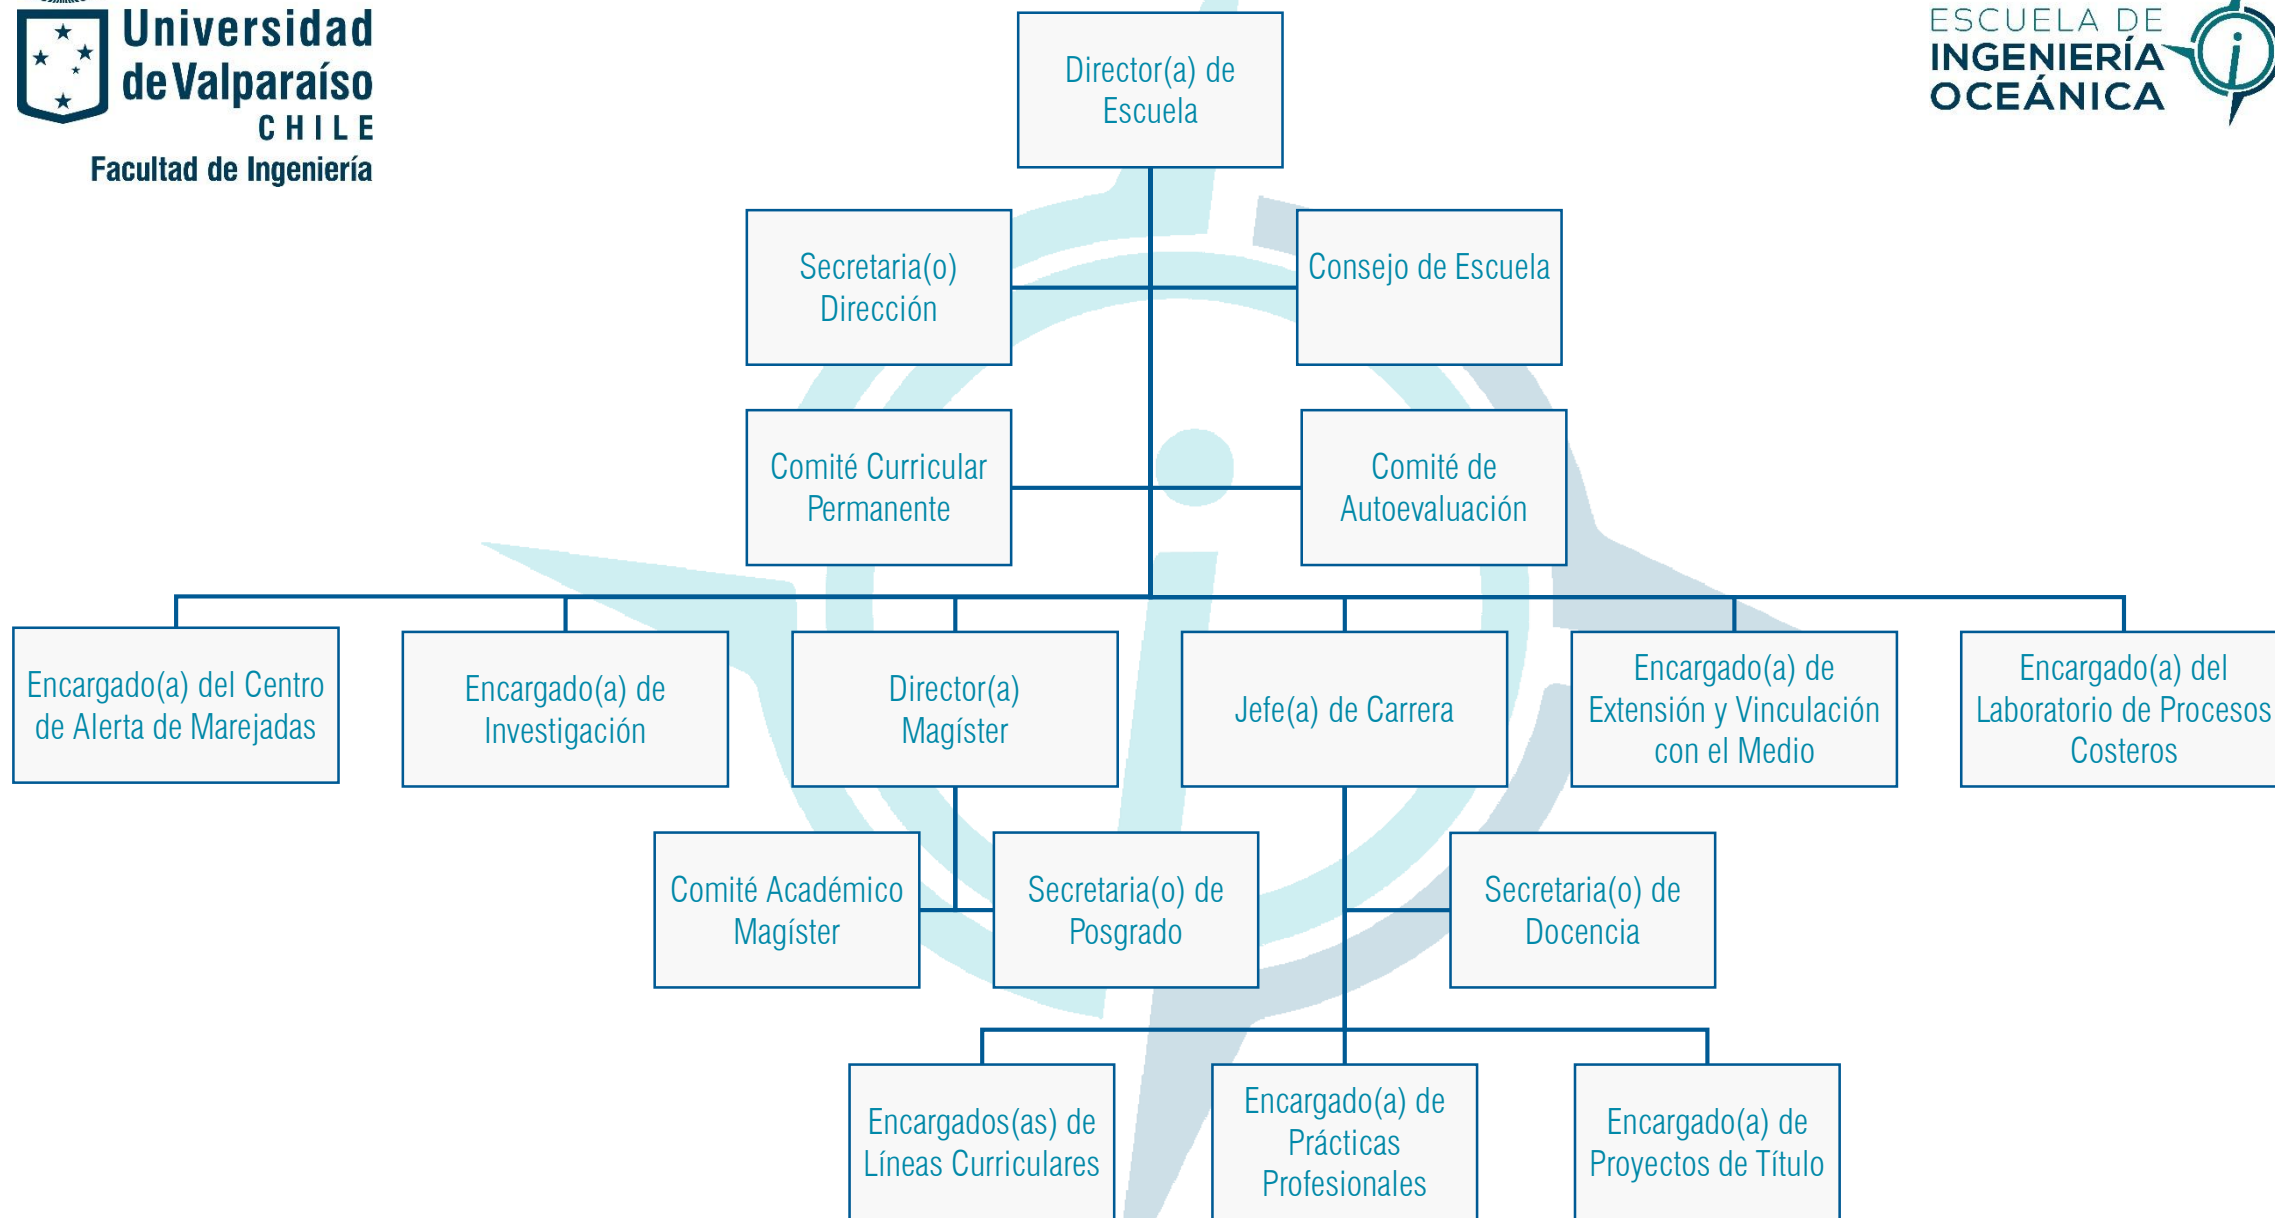 Universidad
de Valparaíso
CHILE
Facultad de Ingeniería
ESCUELA DE
INGENIERÍA
OCEÁNICA
i
Director(a) de
Escuela
Secretaria(o)
Dirección
Consejo de Escuela
Comité Curricular
Permanente
Comité de
Autoevaluación
Encargado(a) del Centro
de Alerta de Marejadas
Encargado(a) de
Investigación
Director(a)
Magíster
Jefe(a) de Carrera
Encargado(a) de
Extensión y Vinculación
con el Medio
Encargado(a) del
Laboratorio de Procesos
Costeros
Comité Académico
Magíster
Secretaria(o) de
Posgrado
Secretaria(o) de
Docencia
Encargados(as) de
Líneas Curriculares
Encargado(a) de
Prácticas
Profesionales
Encargado(a) de
Proyectos de Título